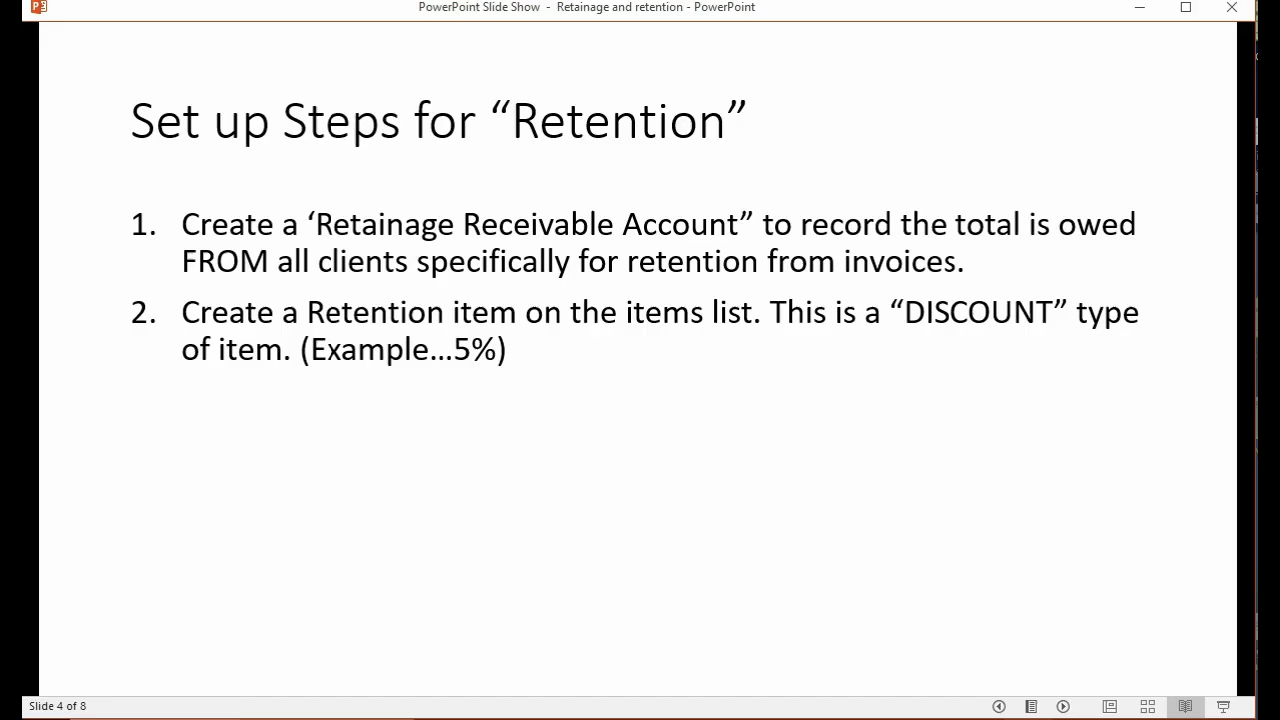 PowerPoint Slide Show - Retainage and retention - PowerPoint
Set up Steps for “Retention”
1. Create a ‘Retainage Receivable Account” to record the total is owed
FROM all clients specifically for retention from invoices.
2. Create a Retention item on the items list. This is a “DISCOUNT” type
of item. (Example...5%)
Slide 4 of 8